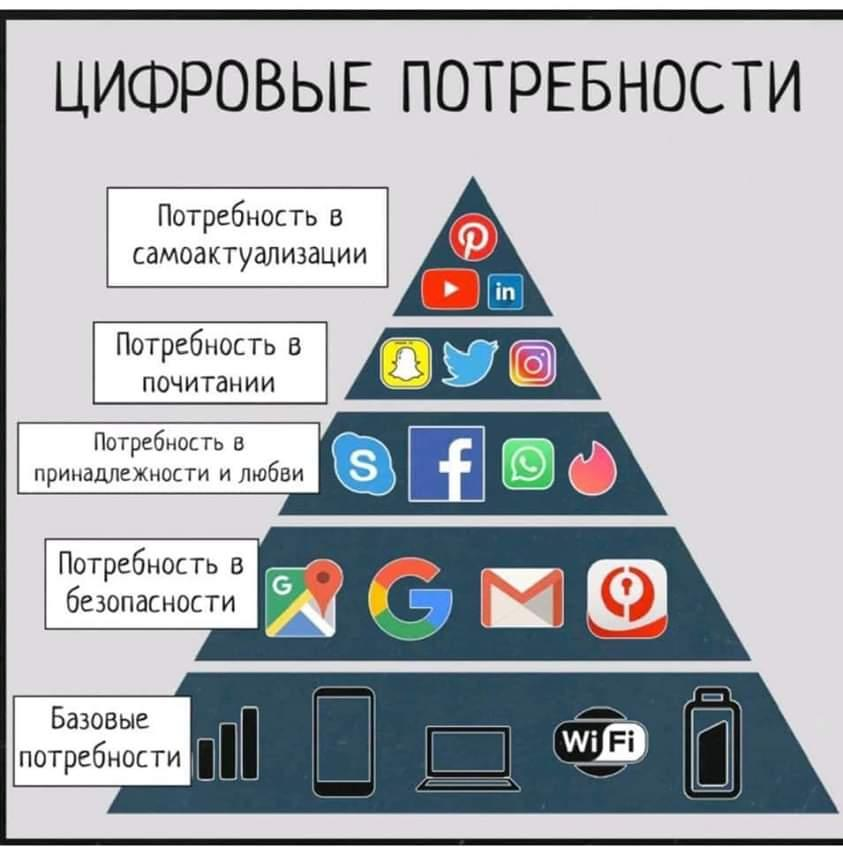 ЦИФРОВЫЕ ПОТРЕБНОСТИ
Потребность в
самоактуализации
in
Потребность в
почитании
Потребность в
принадлежности и любви
S
f
Потребность в
безопасности
G
G
M
Базовые
потребности
WiFi